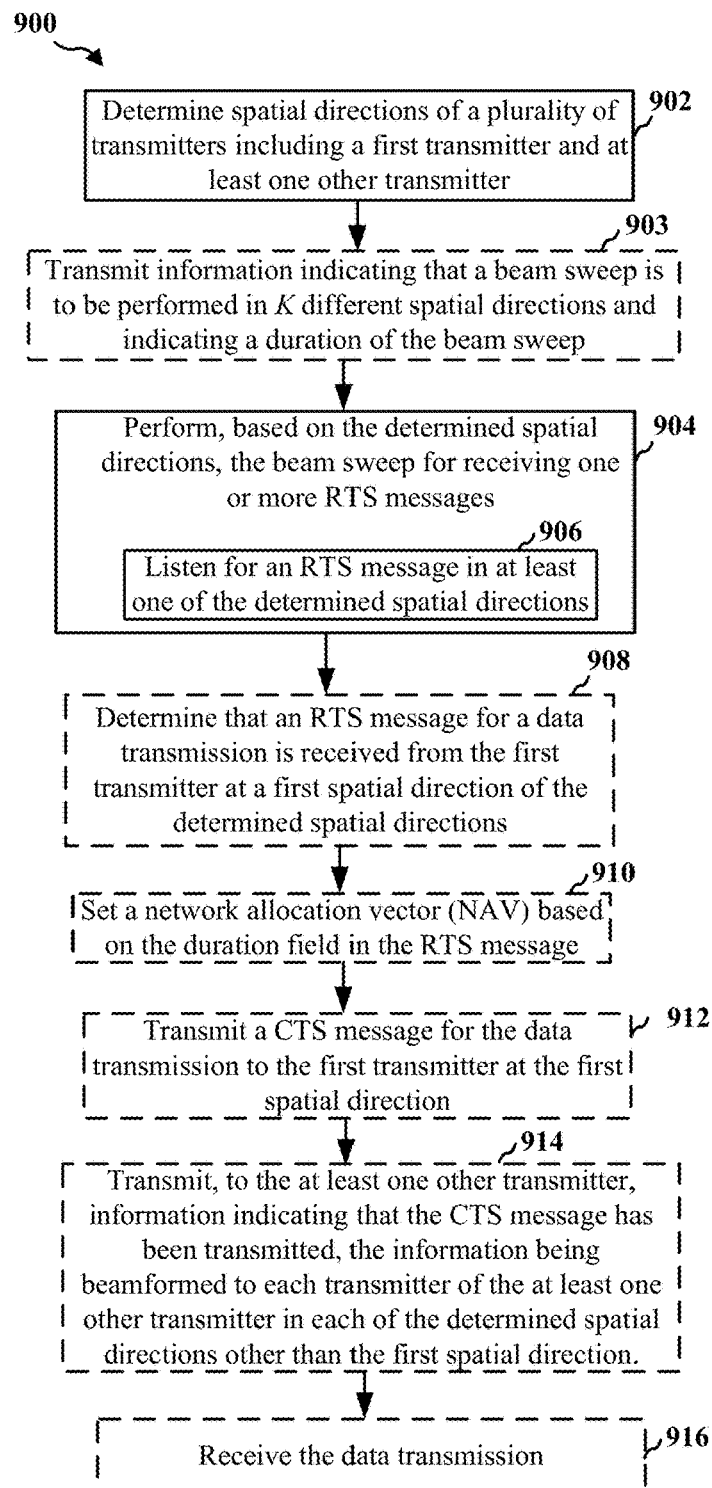 900
902
Determine spatial directions of a plurality of
transmitters including a first transmitter and at
least one other transmitter
903
Transmit information indicating that a beam sweep is
to be performed in K different spatial directions and
indicating a duration of the beam sweep
904
Perform, based on the determined spatial
directions, the beam sweep for receiving one
or more RTS messages
906
Listen for an RTS message in at least
one of the determined spatial directions
908
Determine that an RTS message for a data
transmission is received from the first
transmitter at a first spatial direction of the
determined spatial directions
910
Set a network allocation vector (NAV) based
on the duration field in the RTS message
912
Transmit a CTS message for the data
transmission to the first transmitter at the first
spatial direction
914
Transmit, to the at least one other transmitter,
information indicating that the CTS message has
been transmitted, the information being
beamformed to each transmitter of the at least one
other transmitter in each of the determined spatial
directions other than the first spatial direction.
916
Receive the data transmission